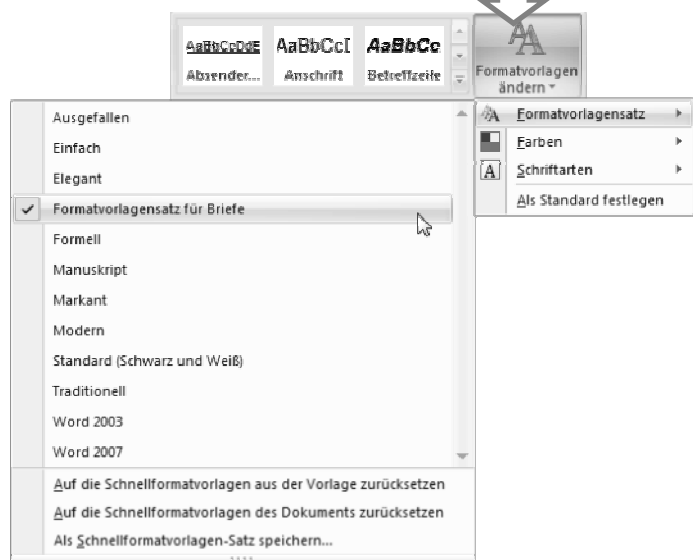 AaBbCcDdE AaBbCcI AaBbCc
Absender... Anschrift Betreffzeile
Formatvorlagen
ändern
Formatvorlagensatz
Farben
Schriftarten
Als Standard festlegen
Ausgefallen
Einfach
Elegant
Formatvorlagensatz für Briefe
Formell
Manuskript
Markant
Modern
Standard (Schwarz und Weiß)
Traditionell
Word 2003
Word 2007
Auf die Schnellformatvorlagen aus der Vorlage zurücksetzen
Auf die Schnellformatvorlagen des Dokuments zurücksetzen
Als Schnellformatvorlagen-Satz speichern...